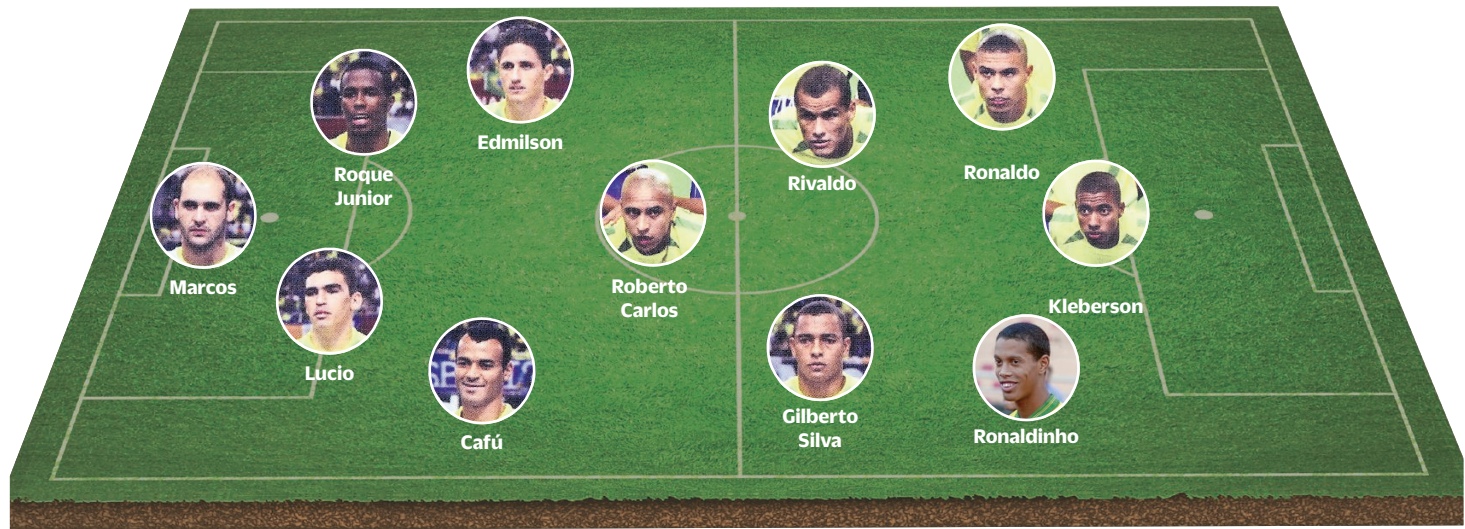 Edmilson
Roque
Junior
Rivaldo
Ronaldo
Marcos
Roberto
Carlos
Kleberson
Lucio
Gilberto
Silva
Cafú
Ronaldinho